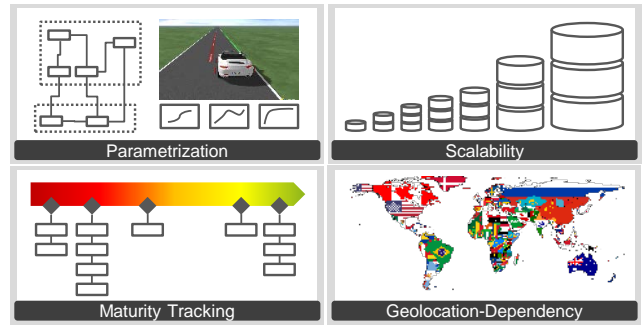 Parametrization
Scalability
Maturity Tracking
Geolocation-Dependency